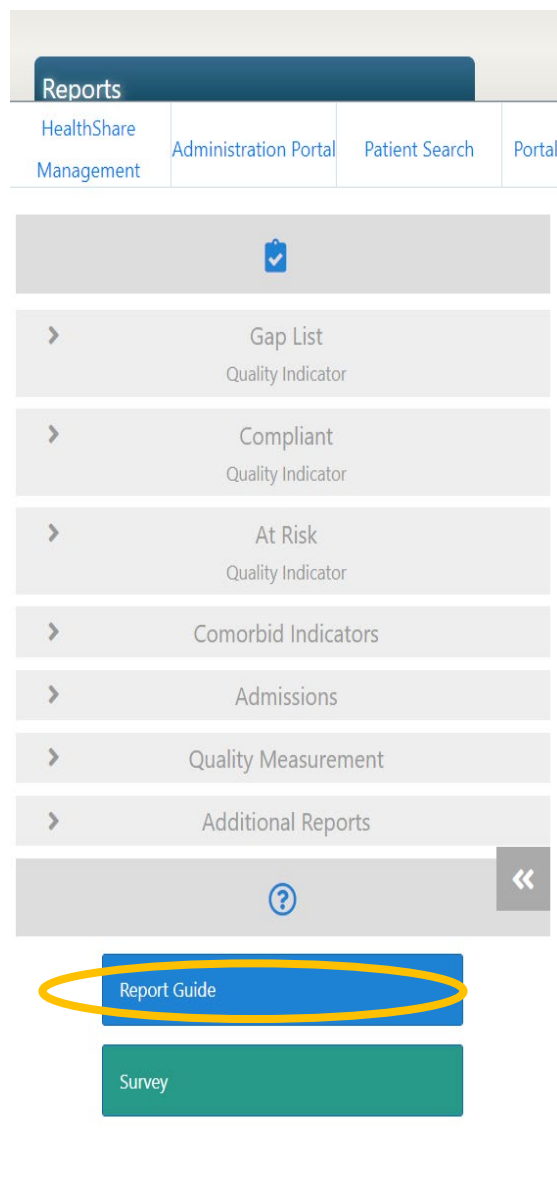 Reports
HealthShare
Management
Administration Portal
Patient Search
Portal
Gap List
Quality Indicator
Compliant
Quality Indicator
At Risk
Quality Indicator
Comorbid Indicators
Admissions
Quality Measurement
Additional Reports
Report Guide
Survey